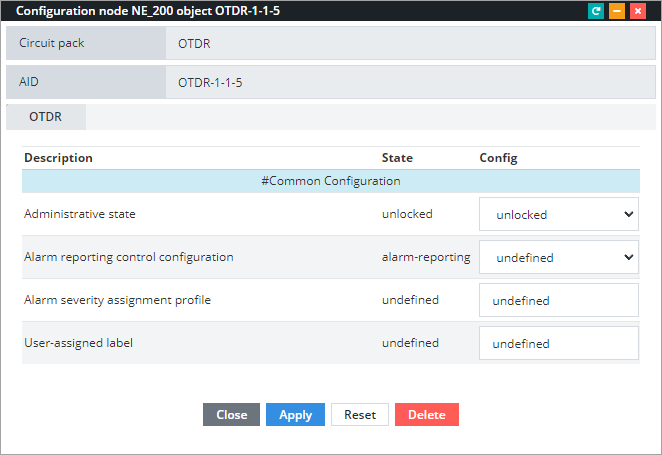 Configuration node NE_200 object OTDR-1-1-5
Circuit pack OTDR
AID OTDR-1-1-5
OTDR
Description State Config
#Common Configuration
Administrative state unlocked unlocked
Alarm reporting control configuration alarm-reporting undefined
Alarm severity assignment profile undefined undefined
User-assigned label undefined undefined
Close Apply Reset Delete